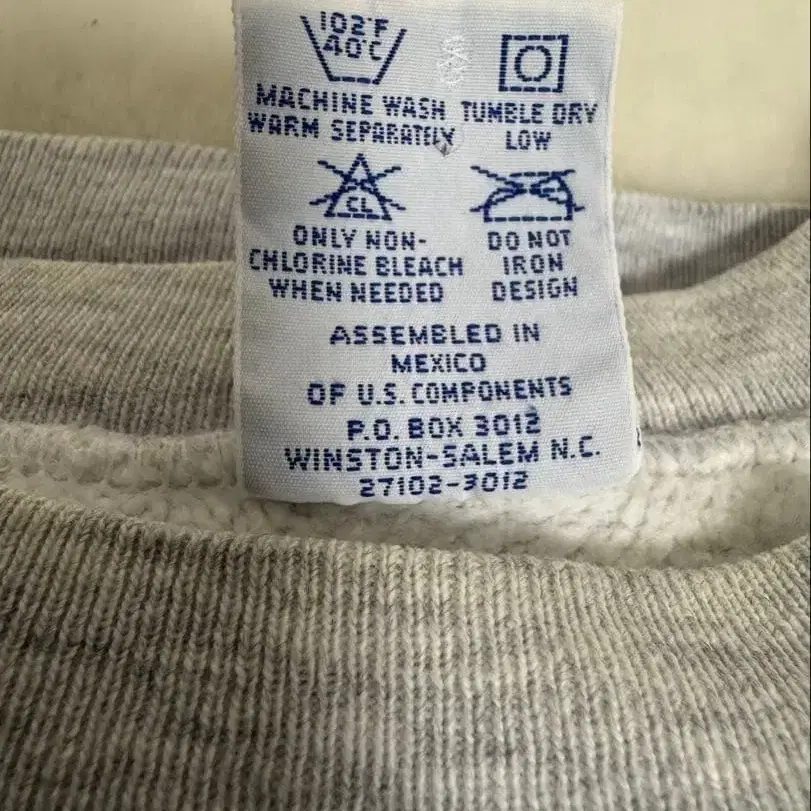 102°F
40°C
MACHINE WASH
WARM SEPARATELY
TUMBLE DRY
LOW
CL
ONLY NON-
CHLORINE BLEACH
WHEN NEEDED
DO NOT
IRON
DESIGN
ASSEMBLED IN
MEXICO
OF U.S. COMPONENTS
P.O. BOX 3012
WINSTON-SALEM N.C.
27102-3012